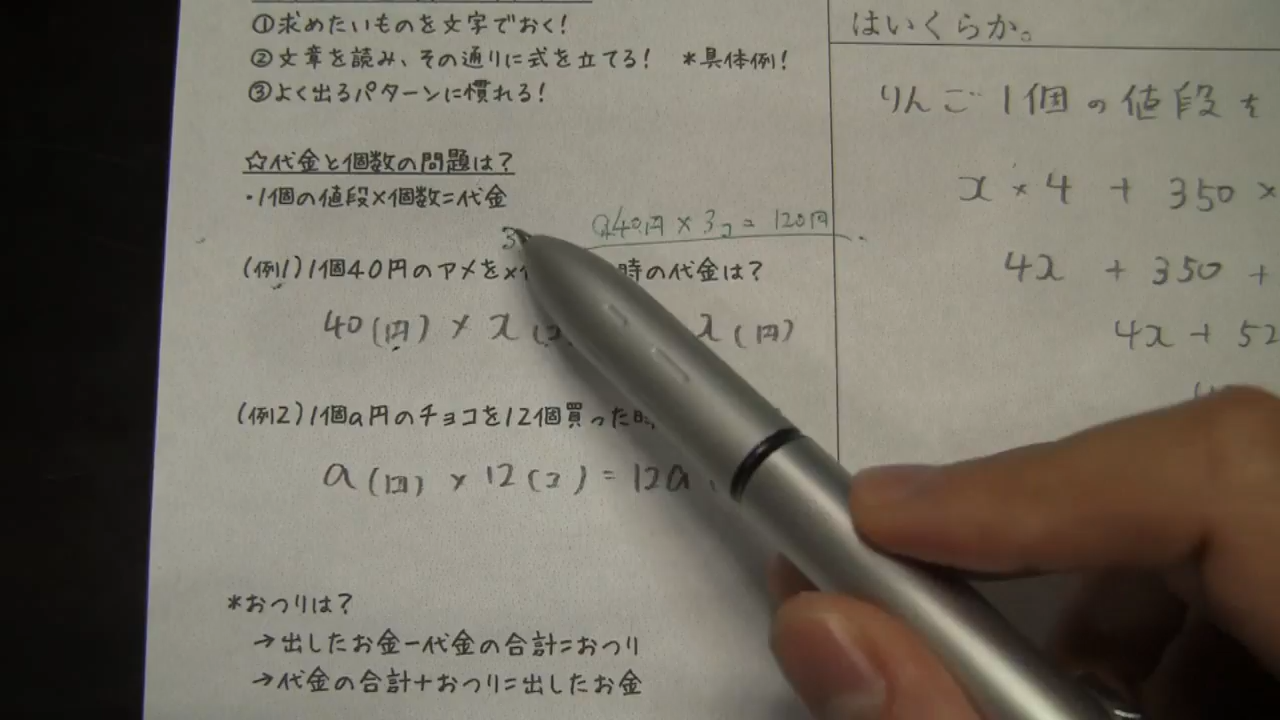 ①求めたいものを文字でおく!
②文章を読み、その通りに式を立てる! *具体例!
③よく出るパターンに慣れる!
☆代金と個数の問題は?
・1個の値段×個数=代金
3
40円×3コ=120円
(例1)1個40円のアメをx 時の代金は?
40(円)×x(コ x(円)
(例2)1個a円のチョコを12個買った
a(円)×12(コ)=12a
*おつりは?
→出したお金-代金の合計=おつり
→代金の合計+おつり=出したお金
はいくらか。
りんご1個の値段を
x×4+350×
4x+350+
4x+52